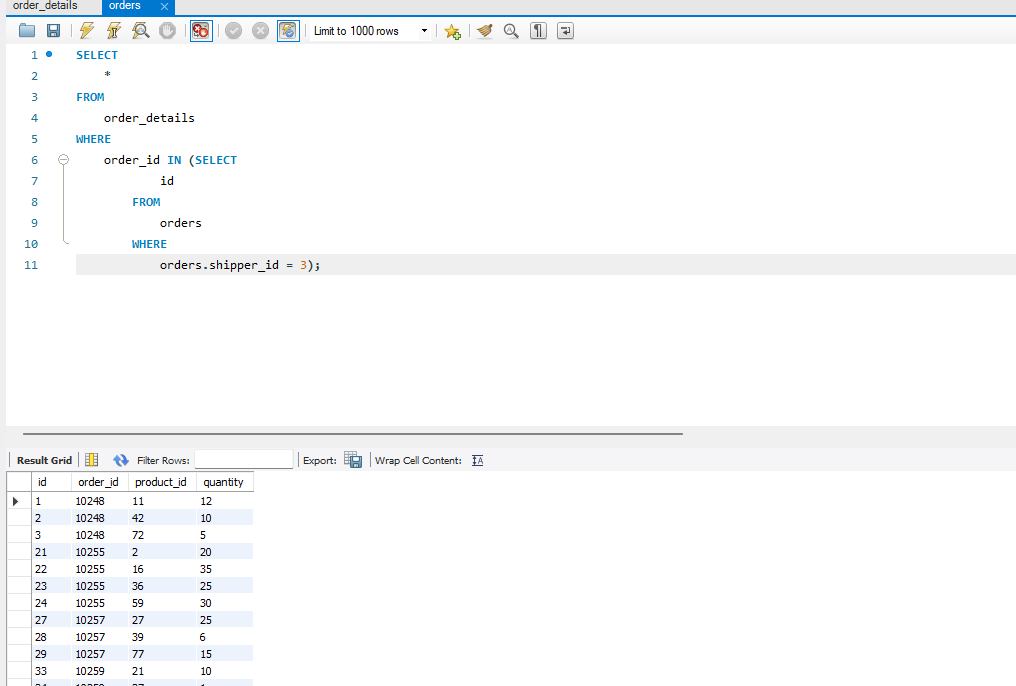 order_details orders
Limit to 1000 rows
1 SELECT
2 *
3 FROM
4 order_details
5 WHERE
6 order_id IN (SELECT
7 id
8 FROM
9 orders
10 WHERE
11 orders.shipper_id = 3);
Result Grid Filter Rows: Export: Wrap Cell Content:
id order_id product_id quantity
1 10248 11 12
2 10248 42 10
3 10248 72 5
21 10255 2 20
22 10255 16 35
23 10255 36 25
24 10255 59 30
27 10257 27 25
28 10257 39 6
29 10257 77 15
33 10259 21 10